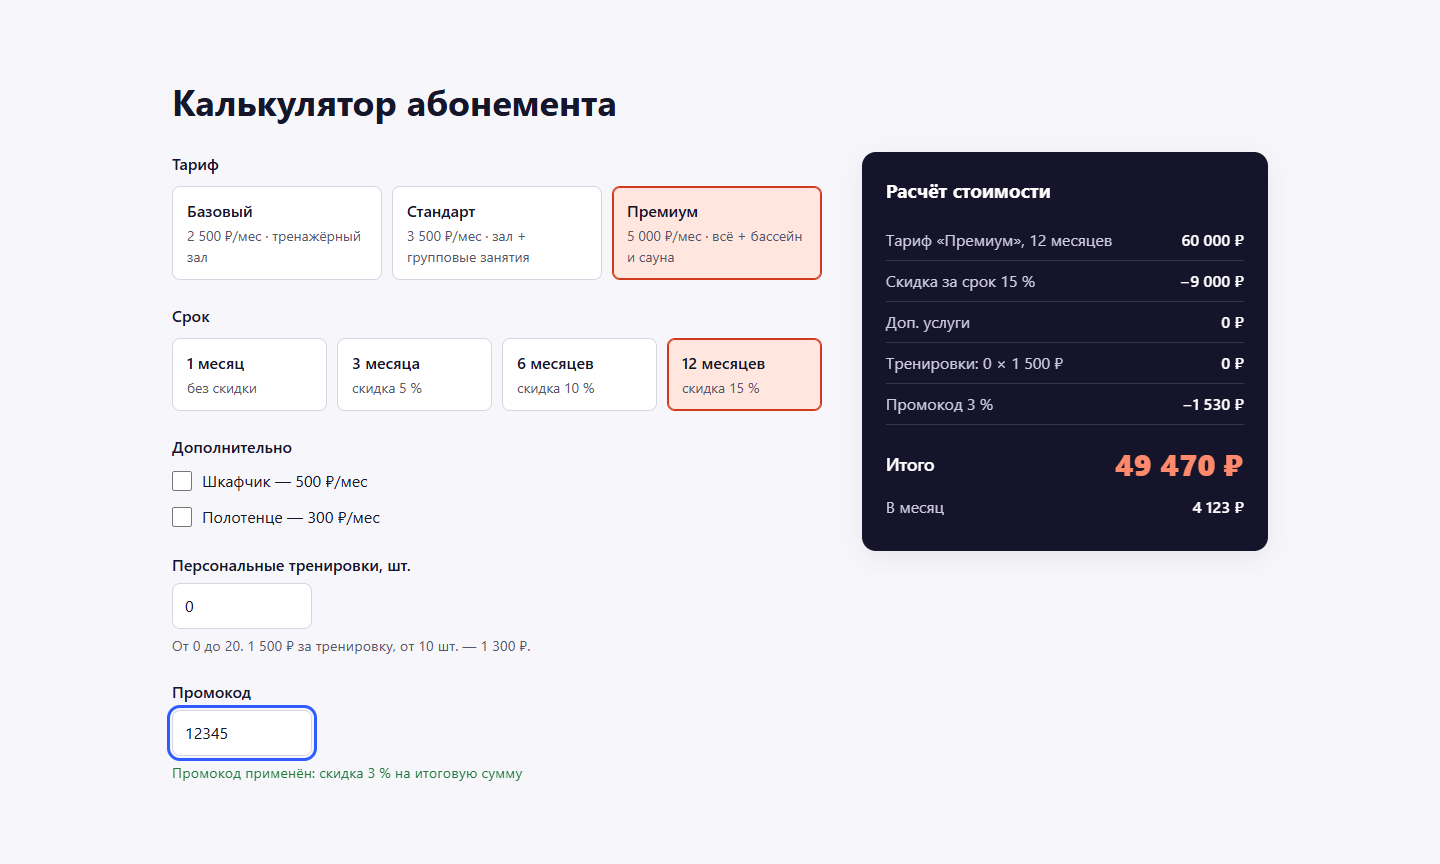 Калькулятор абонемента
Тариф
Базовый
2 500 ₽/мес · тренажёрный
зал
Стандарт
3 500 ₽/мес · зал +
групповые занятия
Премиум
5 000 ₽/мес · всё + бассейн
и сауна
Срок
1 месяц
без скидки
3 месяца
скидка 5 %
6 месяцев
скидка 10 %
12 месяцев
скидка 15 %
Дополнительно
Шкафчик — 500 ₽/мес
Полотенце — 300 ₽/мес
Персональные тренировки, шт.
0
От 0 до 20. 1 500 ₽ за тренировку, от 10 шт. — 1 300 ₽.
Промокод
12345
Промокод применён: скидка 3 % на итоговую сумму
Расчёт стоимости
Тариф «Премиум», 12 месяцев 60 000 ₽
Скидка за срок 15 % −9 000 ₽
Доп. услуги 0 ₽
Тренировки: 0 × 1 500 ₽ 0 ₽
Промокод 3 % −1 530 ₽
Итого 49 470 ₽
В месяц 4 123 ₽